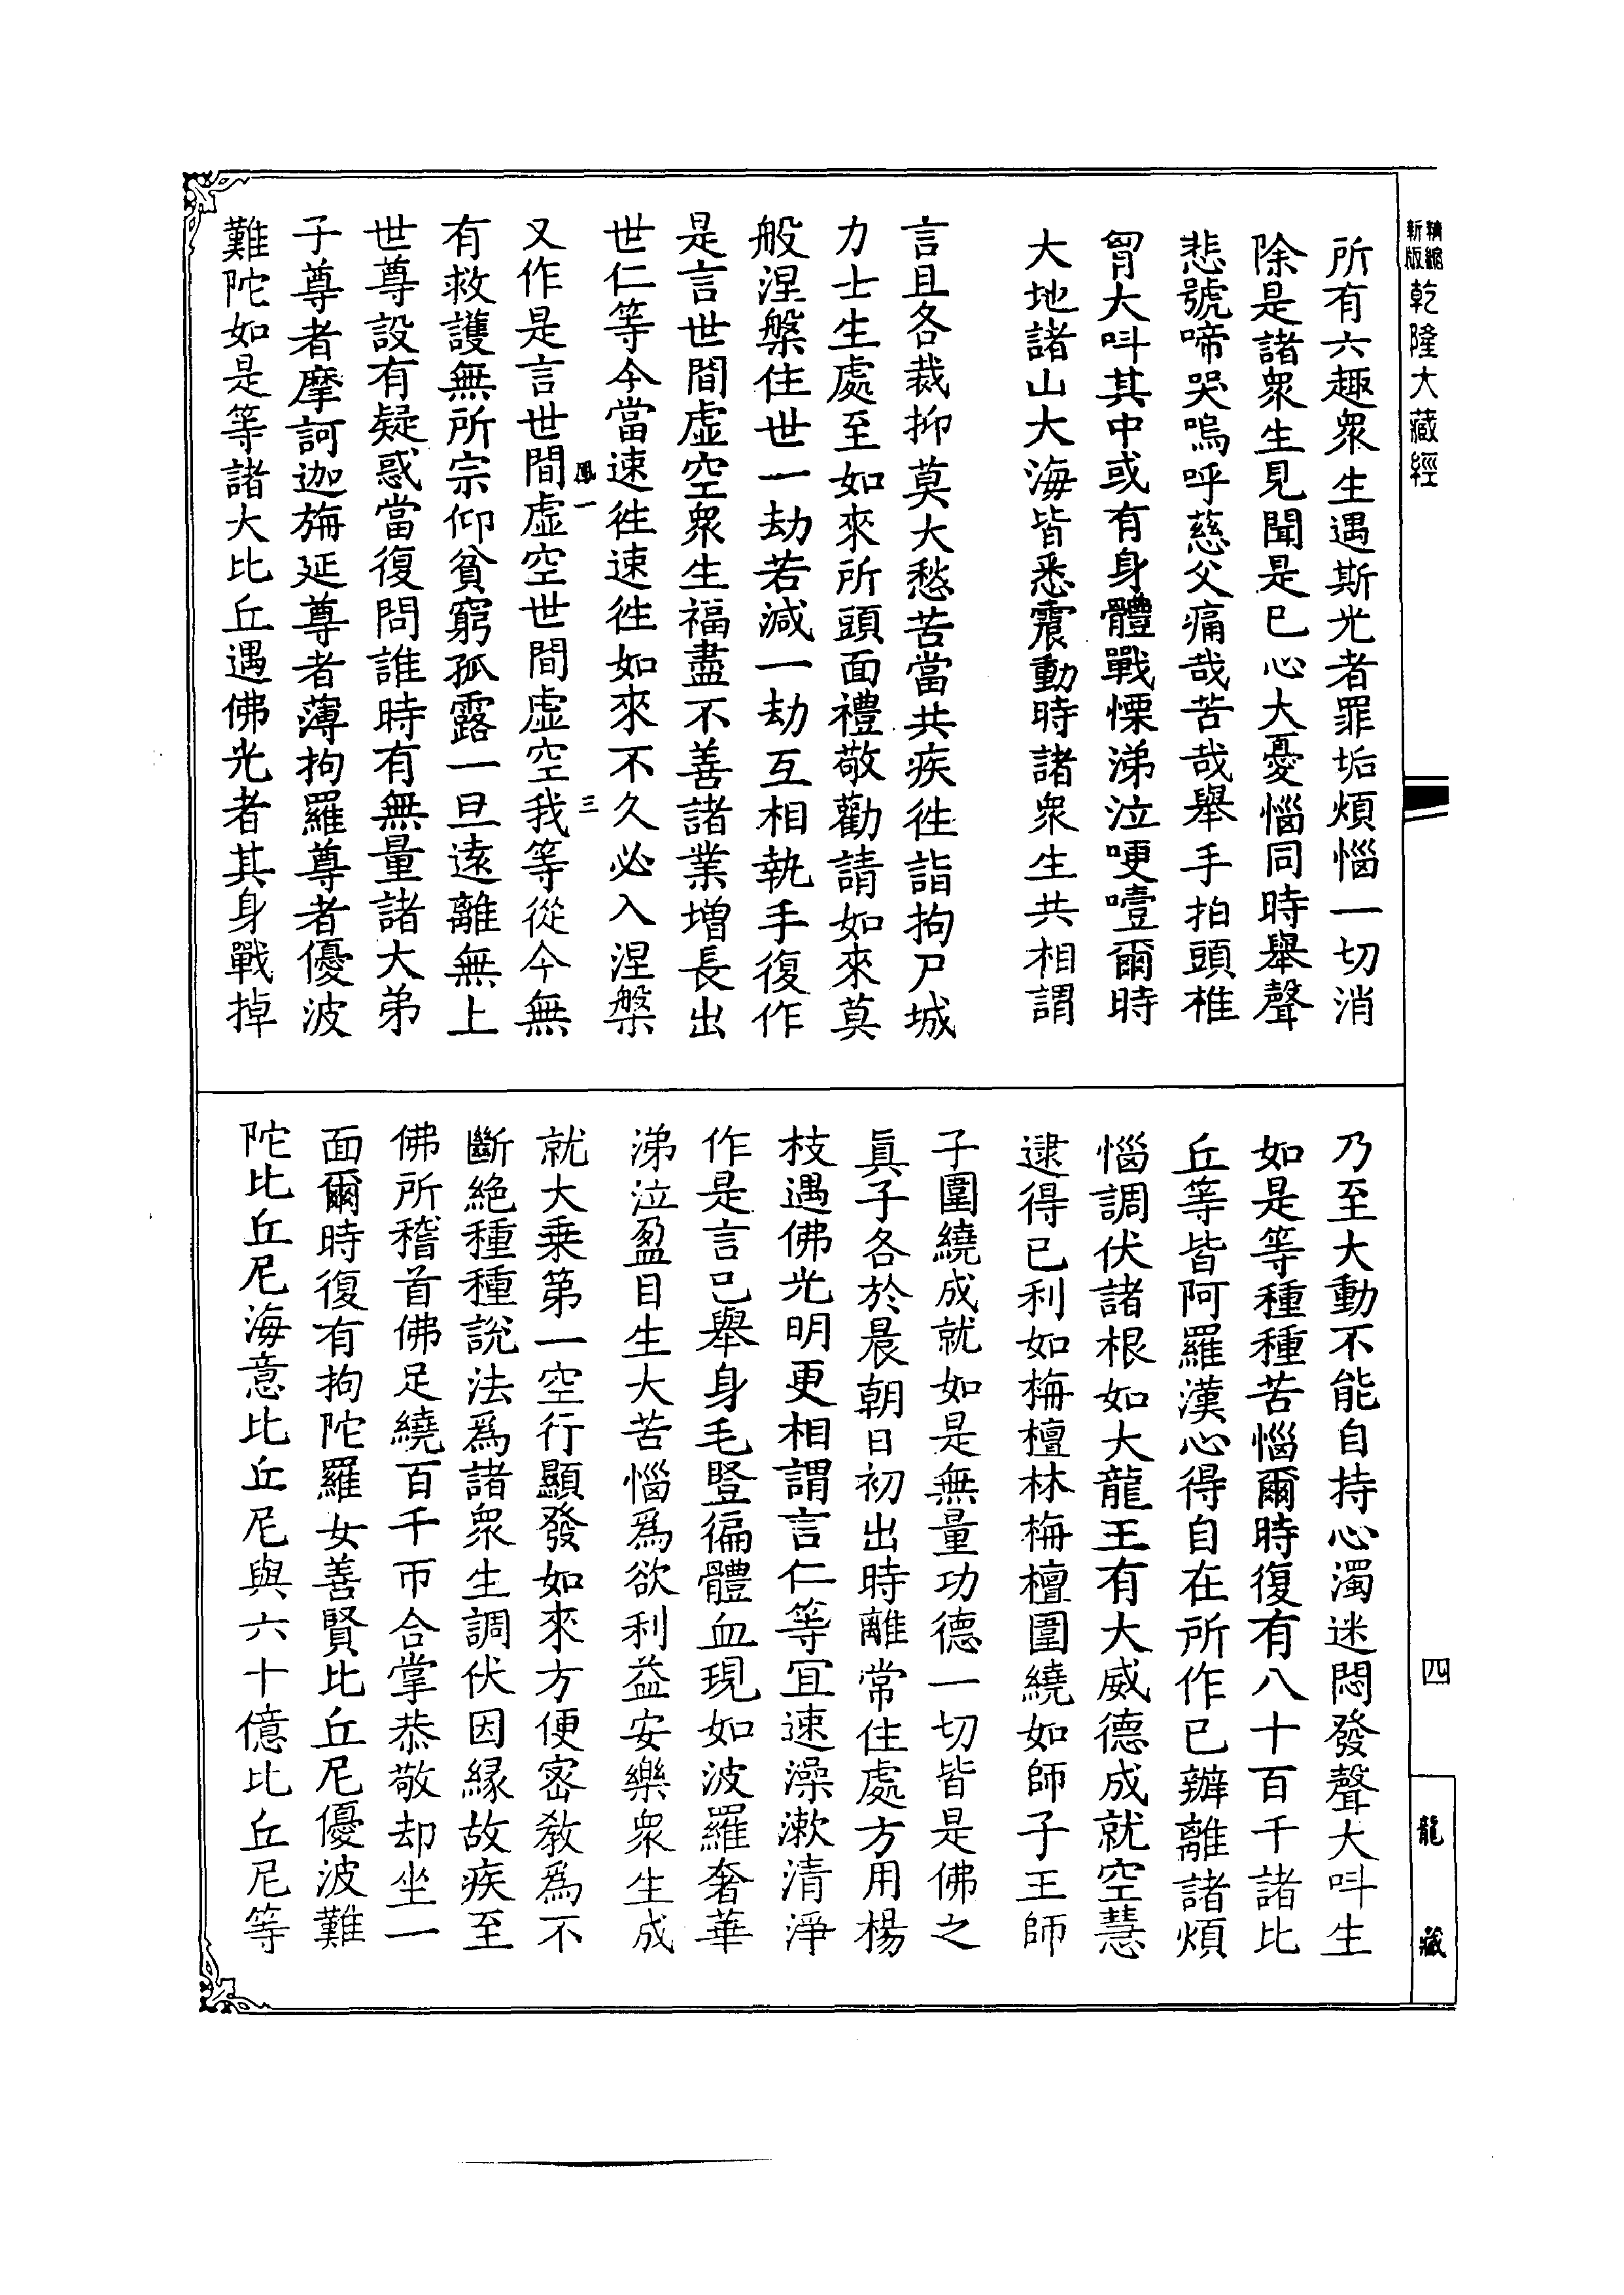 精縮
新版
乾隆大藏經
所有六趣衆生遇斯光者罪垢煩惱一切消
除是諸衆生見聞是已心大憂惱同時舉聲
悲號啼哭嗚呼慈父痛哉苦哉舉手拍頭椎
胷大呌其中或有身體戰慄涕泣哽噎爾時
大地諸山大海皆悉震動時諸衆生共相謂
言且各裁抑莫大愁苦當共疾徃詣拘尸城
力士生處至如來所頭面禮敬勸請如來莫
般涅槃住世一劫若減一劫互相執手復作
是言世間虛空衆生福盡不善諸業增長出
世仁等今當速徃速徃如來不久必入涅槃
風一 三
又作是言世間虛空世間虛空我等從今無
有救護無所宗仰貧窮孤露一旦遠離無上
世尊設有疑惑當復問誰時有無量諸大弟
子尊者摩訶迦旃延尊者薄拘羅尊者優波
難陀如是等諸大比丘遇佛光者其身戰掉
乃至大動不能自持心濁迷悶發聲大呌生
如是等種種苦惱爾時復有八十百千諸比
丘等皆阿羅漢心得自在所作已辦離諸煩
惱調伏諸根如大龍王有大威德成就空慧
逮得已利如栴檀林栴檀圍繞如師子王師
子圍繞成就如是無量功德一切皆是佛之
眞子各於晨朝日初出時離常住處方用楊
枝遇佛光明更相謂言仁等宜速澡漱清淨
作是言已舉身毛豎徧體血現如波羅奢華
涕泣盈目生大苦惱爲欲利益安樂衆生成
就大乘第一空行顯發如來方便密教爲不
斷絕種種說法爲諸衆生調伏因緣故疾至
佛所稽首佛足繞百千帀合掌恭敬却坐一
面爾時復有拘陀羅女善賢比丘尼優波難
陀比丘尼海意比丘尼與六十億比丘尼等
四
龍藏